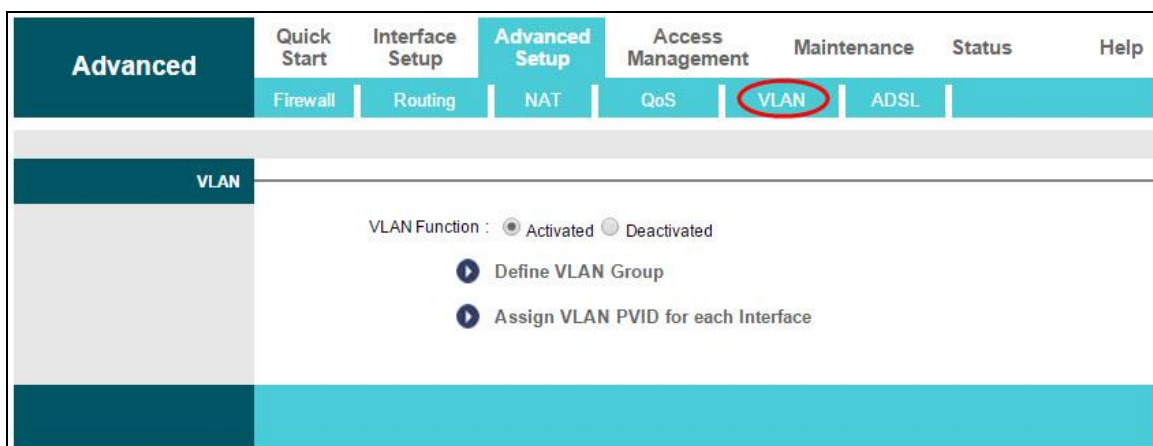 Advanced
Quick Start
Interface Setup
Advanced Setup
Access Management
Maintenance
Status
Help
Firewall
Routing
NAT
QoS
VLAN
ADSL
VLAN
VLAN Function : Activated Deactivated
Define VLAN Group
Assign VLAN PVID for each Interface